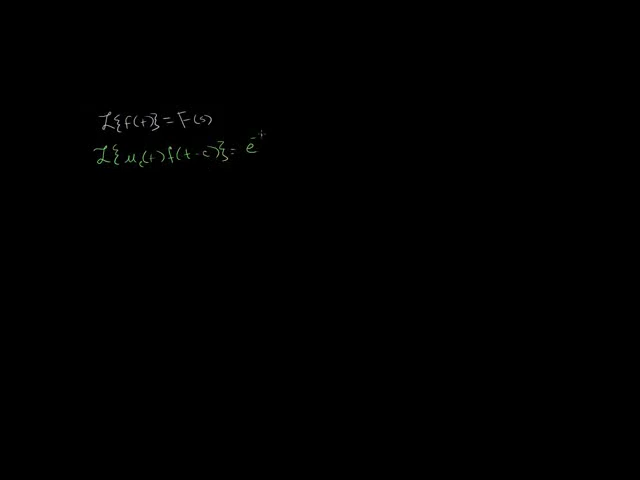 ℒ{f(t)} = F(s)
ℒ{u_c(t) f(t-c)} = e^-